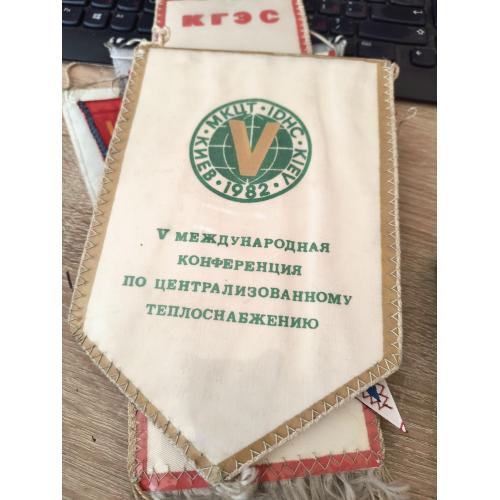 КГЭС
КИЕВ · МКЦТ · IDHC · KIEV · 1982 ·
V
V МЕЖДУНАРОДНАЯ
КОНФЕРЕНЦИЯ
ПО ЦЕНТРАЛИЗОВАННОМУ
ТЕПЛОСНАБЖЕНИЮ